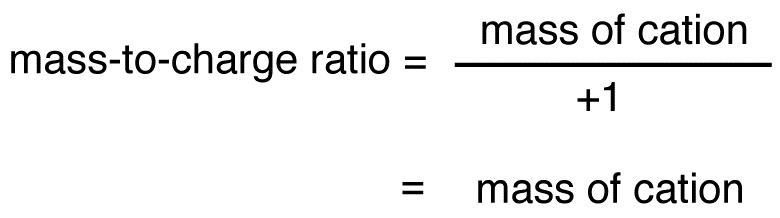 mass of cation
mass-to-charge ratio =
+1
= mass of cation